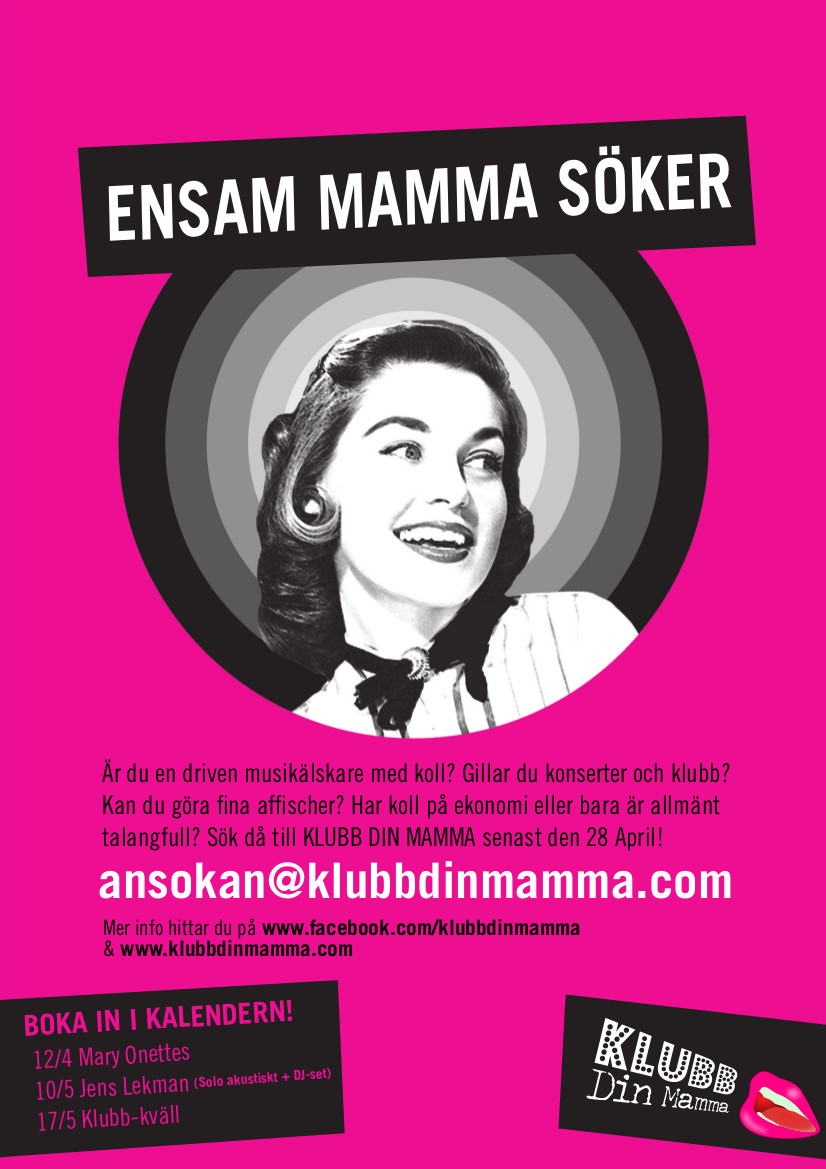 ENSAM MAMMA SÖKER
Är du en driven musikälskare med koll? Gillar du konserter och klubb?
Kan du göra fina affischer? Har koll på ekonomi eller bara är allmänt
talangfull? Sök då till KLUBB DIN MAMMA senast den 28 April!
ansokan@klubbdinmamma.com
Mer info hittar du på www.facebook.com/klubbdinmamma
& www.klubbdinmamma.com
BOKA IN I KALENDERN!
12/4 Mary Onettes
10/5 Jens Lekman (Solo akustiskt + DJ-set)
17/5 Klubb-kväll
KLUBB
Din Mamma